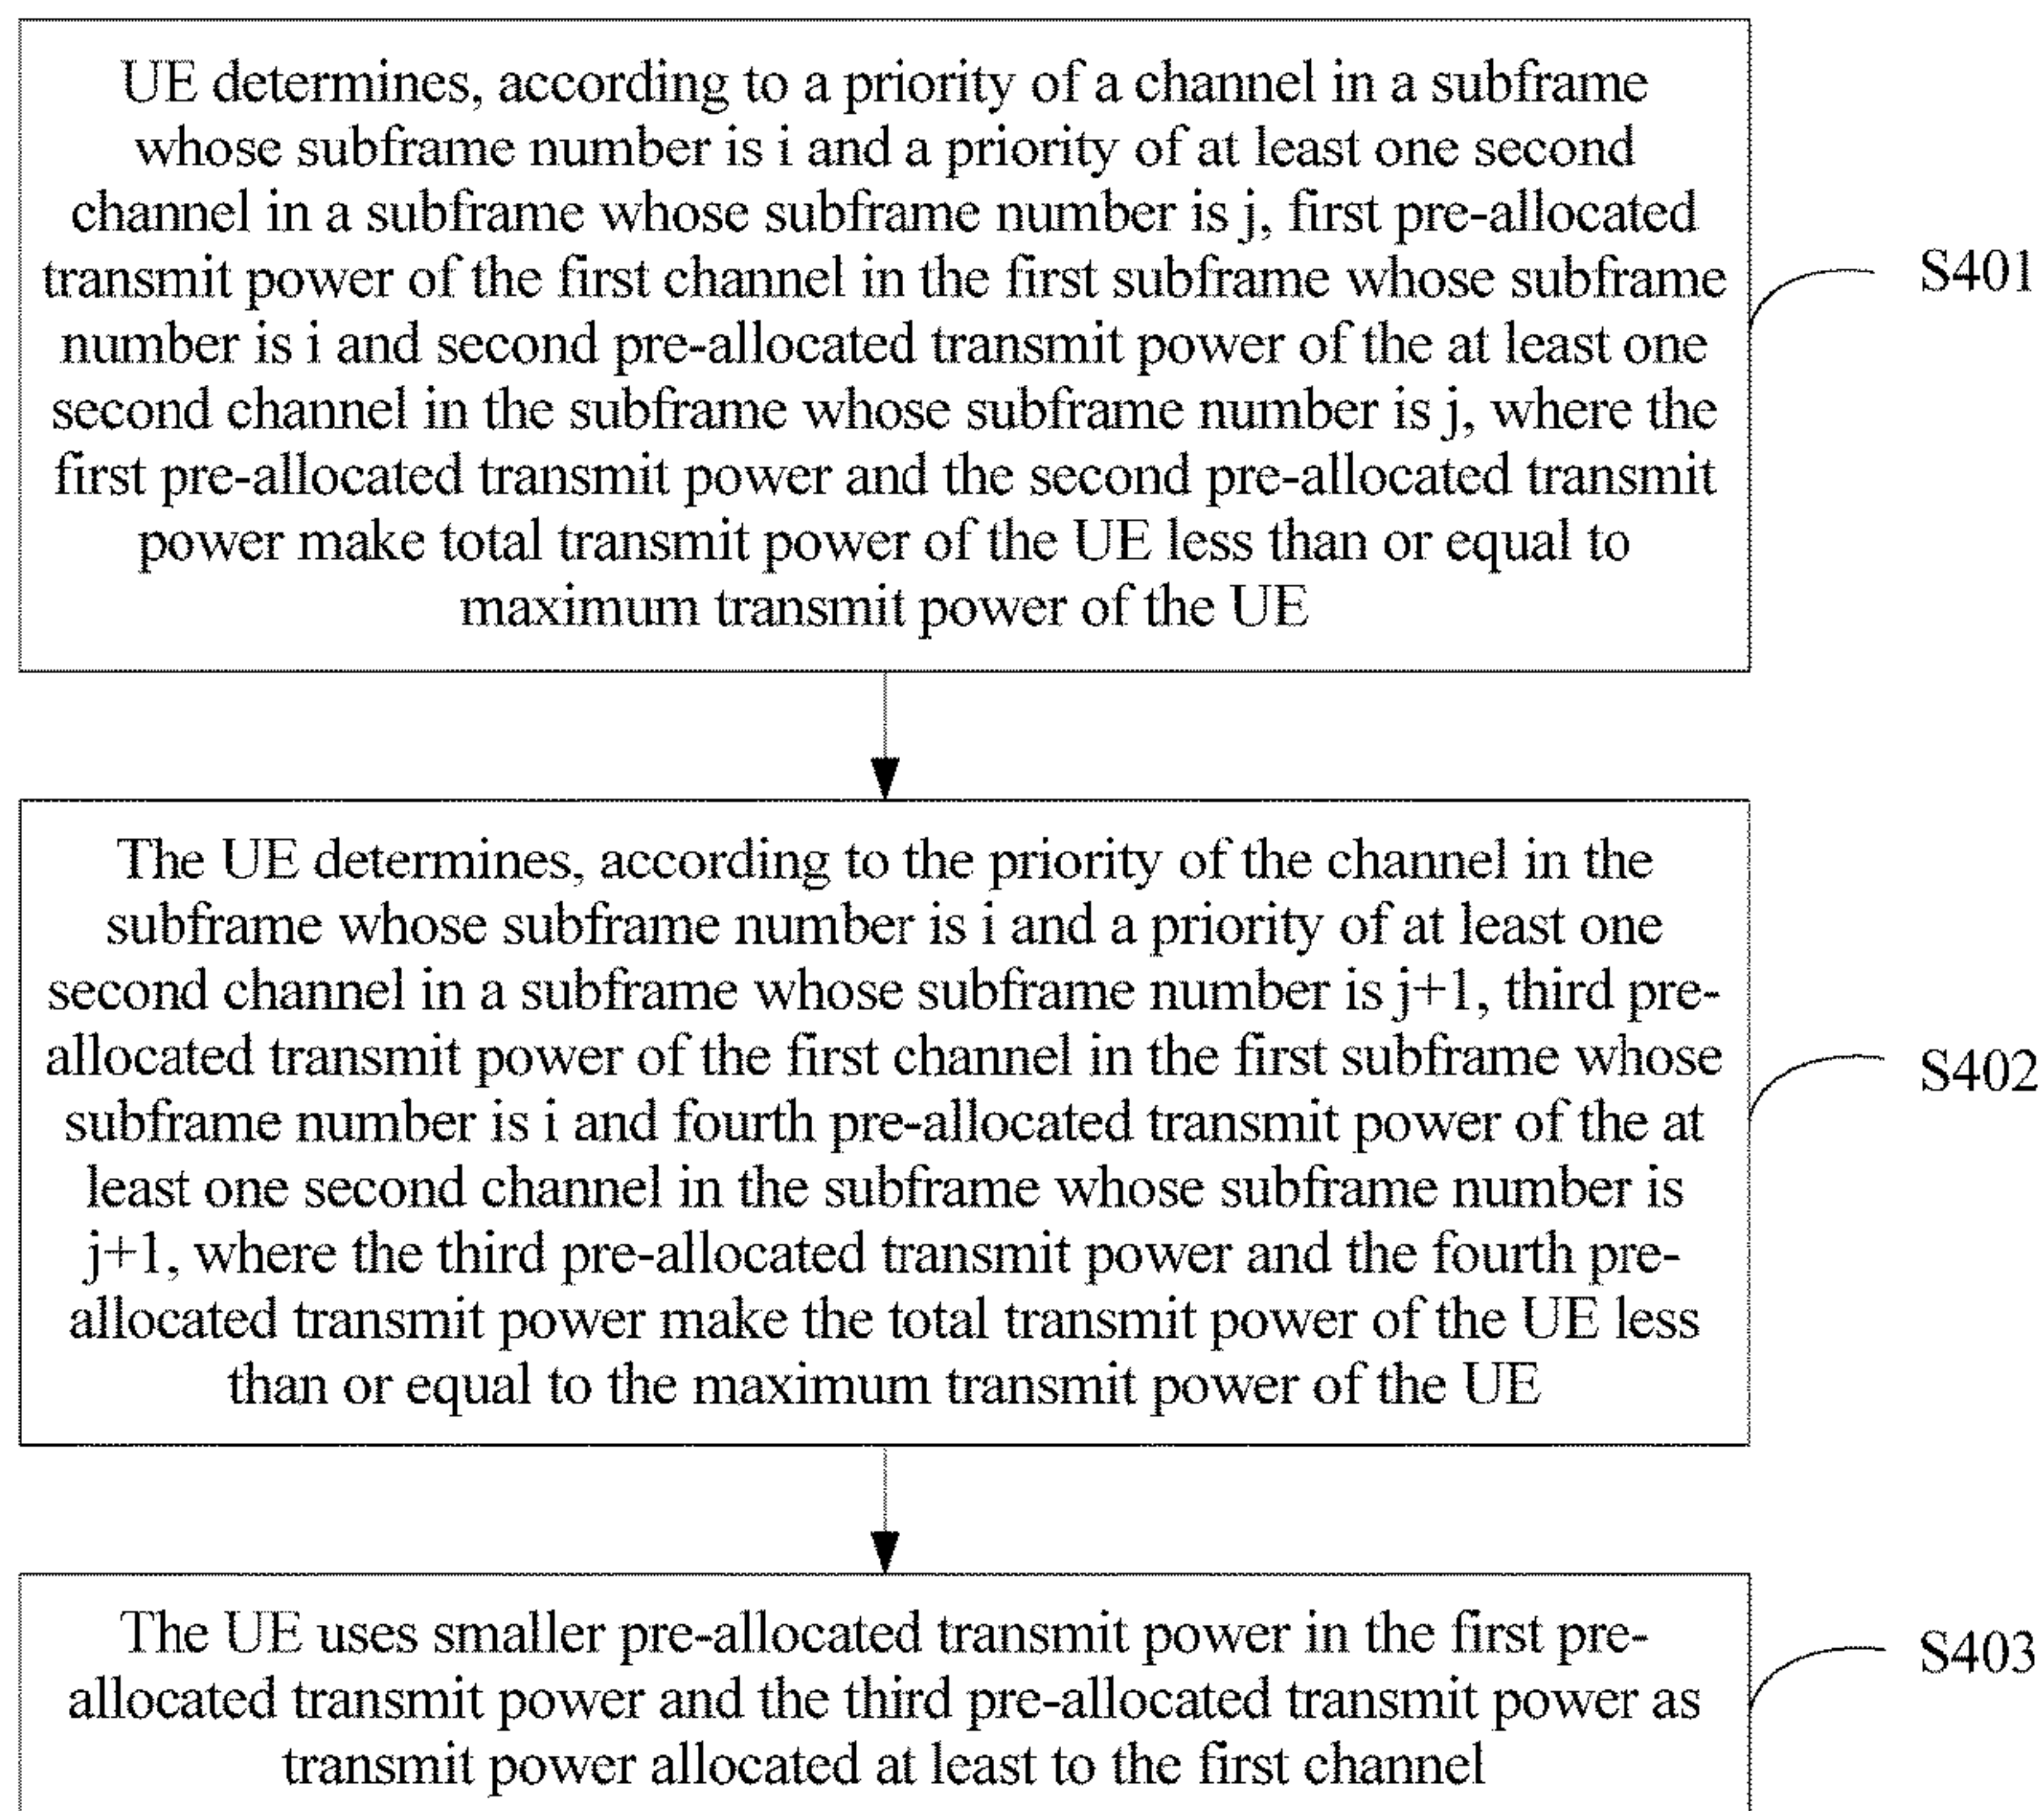 UE determines, according to a priority of a channel in a subframe
whose subframe number is i and a priority of at least one second
channel in a subframe whose subframe number is j, first pre-allocated
transmit power of the first channel in the first subframe whose subframe
number is i and second pre-allocated transmit power of the at least one
second channel in the subframe whose subframe number is j, where the
first pre-allocated transmit power and the second pre-allocated transmit
power make total transmit power of the UE less than or equal to
maximum transmit power of the UE
S401
The UE determines, according to the priority of the channel in the
subframe whose subframe number is i and a priority of at least one
second channel in a subframe whose subframe number is j+1, third pre-
allocated transmit power of the first channel in the first subframe whose
subframe number is i and fourth pre-allocated transmit power of the at
least one second channel in the subframe whose subframe number is
j+1, where the third pre-allocated transmit power and the fourth pre-
allocated transmit power make the total transmit power of the UE less
than or equal to the maximum transmit power of the UE
S402
The UE uses smaller pre-allocated transmit power in the first pre-
allocated transmit power and the third pre-allocated transmit power as
transmit power allocated at least to the first channel
S403